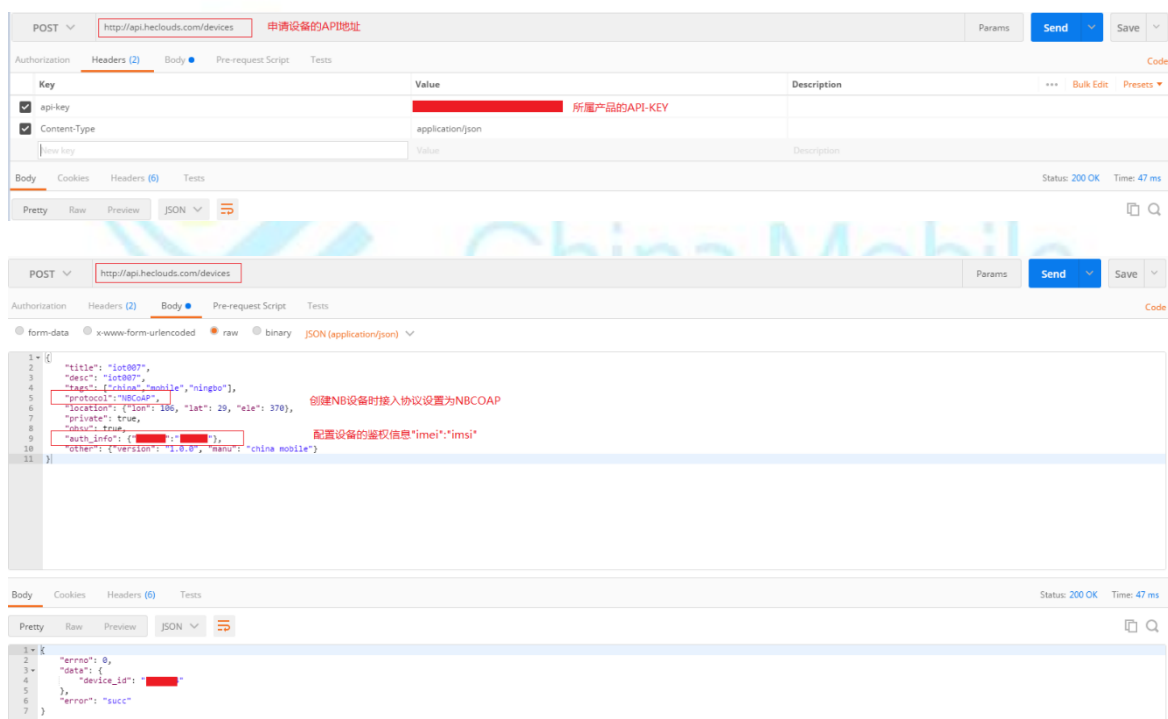 POST http://api.heclouds.com/devices 申请设备的API地址 Params Send Save
Authorization Headers (2) Body Pre-request Script Tests Code
Key Value Description ••• Bulk Edit Presets
api-key 所属产品的API-KEY
Content-Type application/json
New key Value Description
Body Cookies Headers (6) Tests Status: 200 OK Time: 47 ms
Pretty Raw Preview JSON
China Mobile
POST http://api.heclouds.com/devices Params Send Save
Authorization Headers (2) Body Pre-request Script Tests Code
form-data x-www-form-urlencoded raw binary JSON (application/json)
1 {
2 "title": "iot007",
3 "desc": "iot007",
4 "tags": ["china","mobile","ningbo"],
5 "protocol":"NBCoAP", 创建NB设备时接入协议设置为NBCOAP
6 "location": {"lon": 106, "lat": 29, "ele": 370},
7 "private": true,
8 "obsv": true,
9 "auth_info": {" ":" "}, 配置设备的鉴权信息"imei":"imsi"
10 "other": {"version": "1.0.0", "manu": "china mobile"}
11 }
Body Cookies Headers (6) Tests Status: 200 OK Time: 47 ms
Pretty Raw Preview JSON
1 {
2 "errno": 0,
3 "data": {
4 "device_id": " "
5 },
6 "error": "succ"
7 }